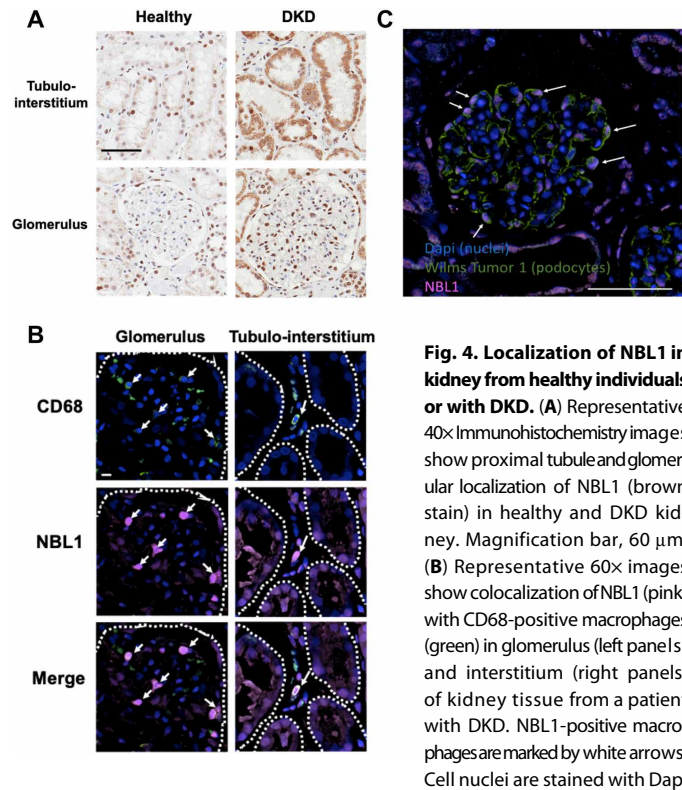 A
Healthy
DKD
Tubulo-
interstitium
Glomerulus
C
Dapi (nuclei)
Wilms Tumor 1 (podocytes)
NBL1
B
Glomerulus
Tubulo-interstitium
CD68
NBL1
Merge
Fig. 4. Localization of NBL1 in
kidney from healthy individuals
or with DKD. (A) Representative
40× Immunohistochemistry images
show proximal tubule and glomer
ular localization of NBL1 (brown
stain) in healthy and DKD kid
ney. Magnification bar, 60 μm
(B) Representative 60× images
show colocalization of NBL1 (pink
with CD68-positive macrophages
(green) in glomerulus (left panels
and interstitium (right panels
of kidney tissue from a patient
with DKD. NBL1-positive macro
phages are marked by white arrows
Cell nuclei are stained with Dap